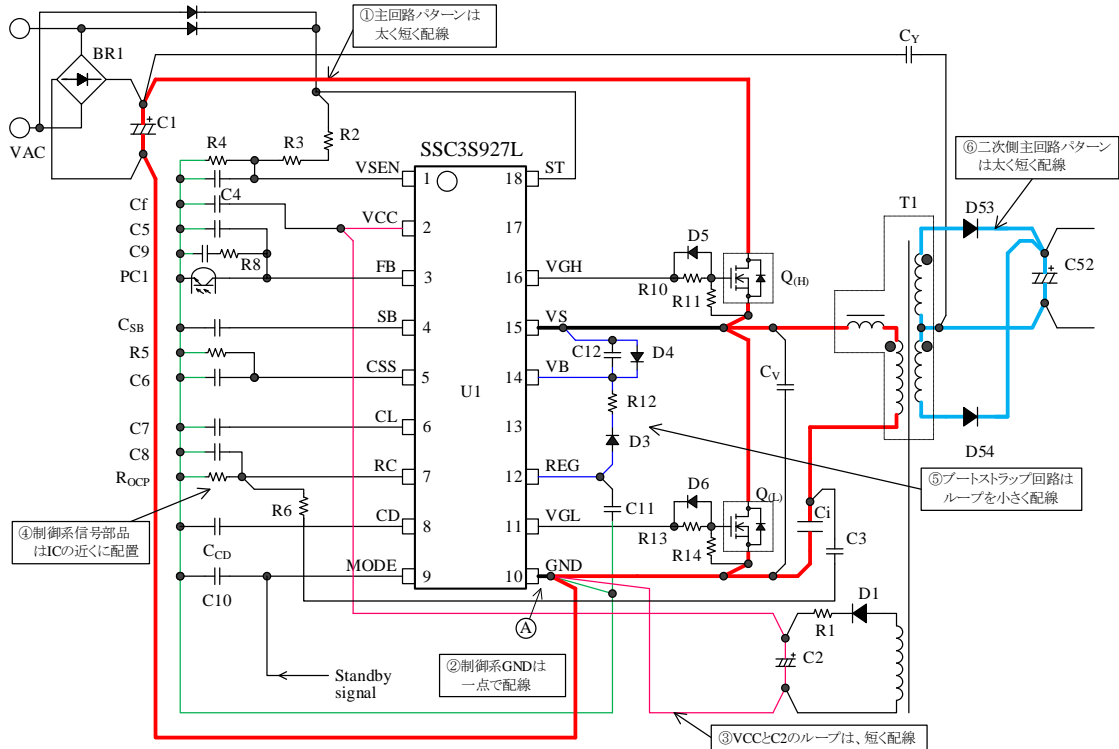 ①主回路パターンは
太く短く配線
BR1
VAC
C1
R4
R3
R2
SSC3S927L
VSEN
1
18
ST
C4
Cf
VCC
2
17
C5
C9
R8
PC1
FB
3
16
VGH
D5
R10
R11
Q(H)
CSB
SB
4
15
VS
C12
D4
R5
C6
CSS
5
14
VB
U1
R12
C7
CL
6
13
D3
C8
ROCP
RC
7
12
REG
R6
C11
④制御系信号部品
はICの近くに配置
CD
8
11
VGL
D6
R13
R14
Q(L)
CCD
MODE
9
10
GND
C10
A
Standby
signal
②制御系GNDは
一点で配線
CY
CV
Ci
C3
T1
D53
D54
C52
⑥二次側主回路パターン
は太く短く配線
⑤ブートストラップ回路は
ループを小さく配線
D1
R1
C2
③VCCとC2のループは、短く配線